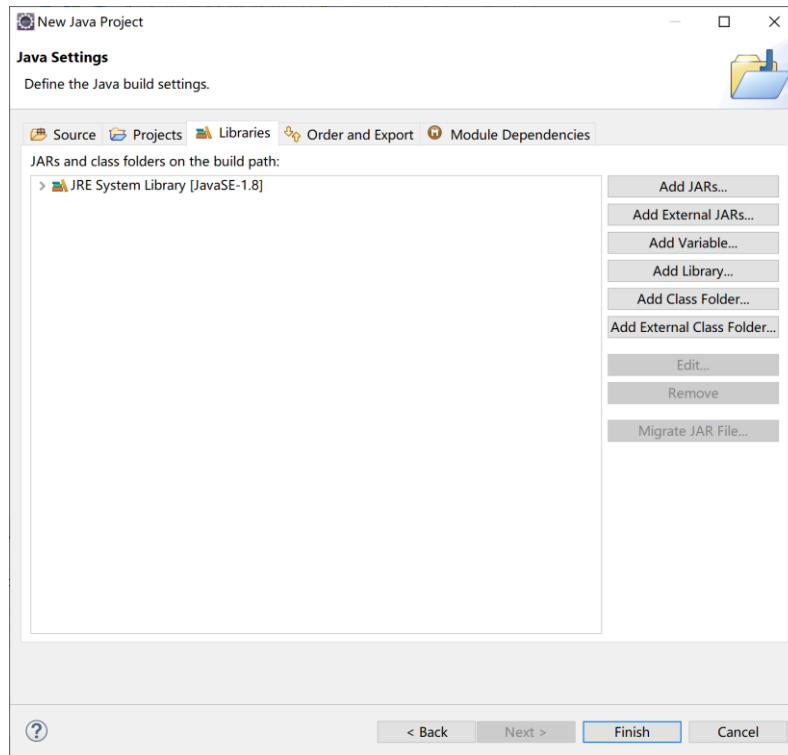 New Java Project
Java Settings
Define the Java build settings.
Source Projects Libraries Order and Export Module Dependencies
JARs and class folders on the build path:
JRE System Library [JavaSE-1.8]
Add JARs...
Add External JARs...
Add Variable...
Add Library...
Add Class Folder...
Add External Class Folder...
Edit...
Remove
Migrate JAR File...
? < Back Next > Finish Cancel